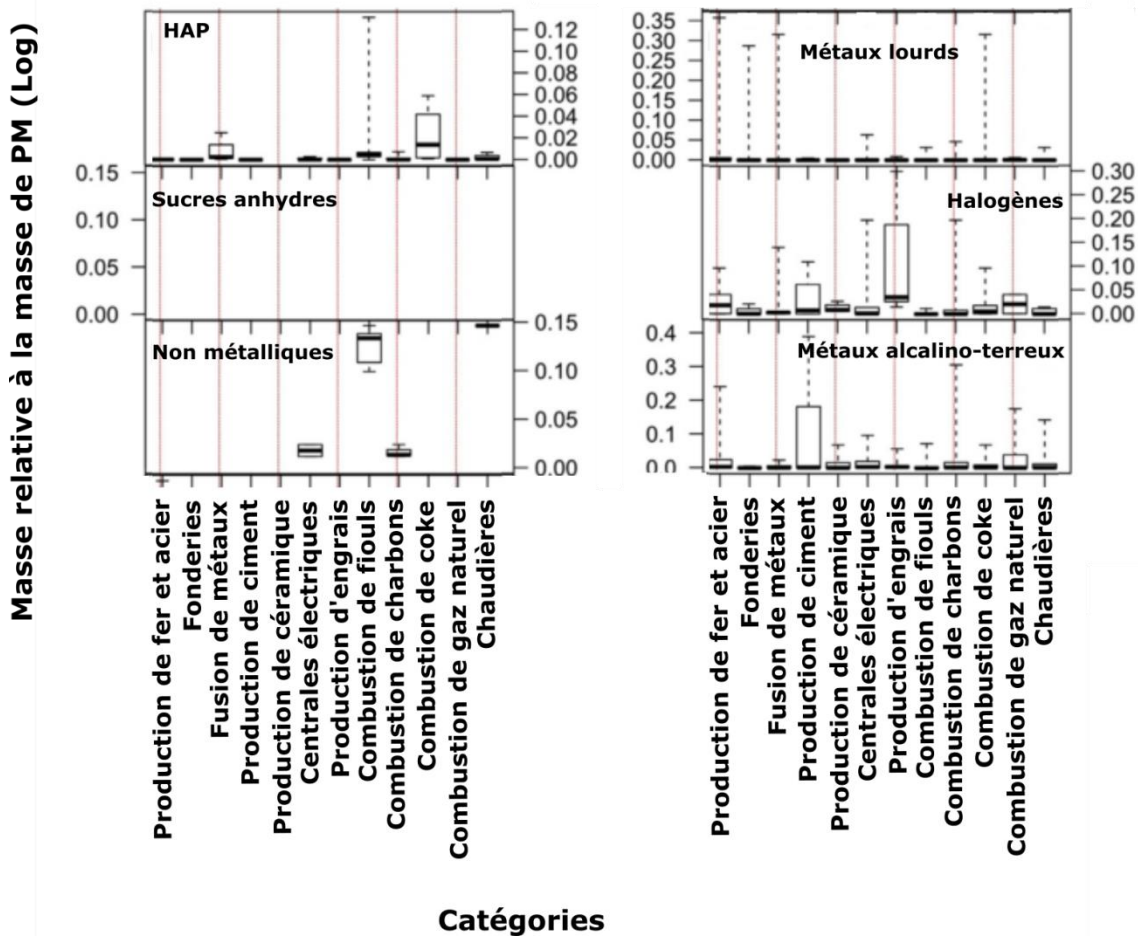 Masse relative à la masse de PM (Log)
HAP
0.12
0.10
0.08
0.06
0.04
0.02
0.00
Sucres anhydres
0.15
0.10
0.05
0.00
Non métalliques
0.15
0.10
0.05
0.00
Production de fer et acier
Fonderies
Fusion de métaux
Production de ciment
Production de céramique
Centrales électriques
Production d'engrais
Combustion de fiouls
Combustion de charbons
Combustion de coke
Combustion de gaz naturel
Chaudières
Métaux lourds
0.35
0.30
0.25
0.20
0.15
0.10
0.05
0.00
Halogènes
0.30
0.25
0.20
0.15
0.10
0.05
0.00
Métaux alcalino-terreux
0.4
0.3
0.2
0.1
0.0
Production de fer et acier
Fonderies
Fusion de métaux
Production de ciment
Production de céramique
Centrales électriques
Production d'engrais
Combustion de fiouls
Combustion de charbons
Combustion de coke
Combustion de gaz naturel
Chaudières
Catégories